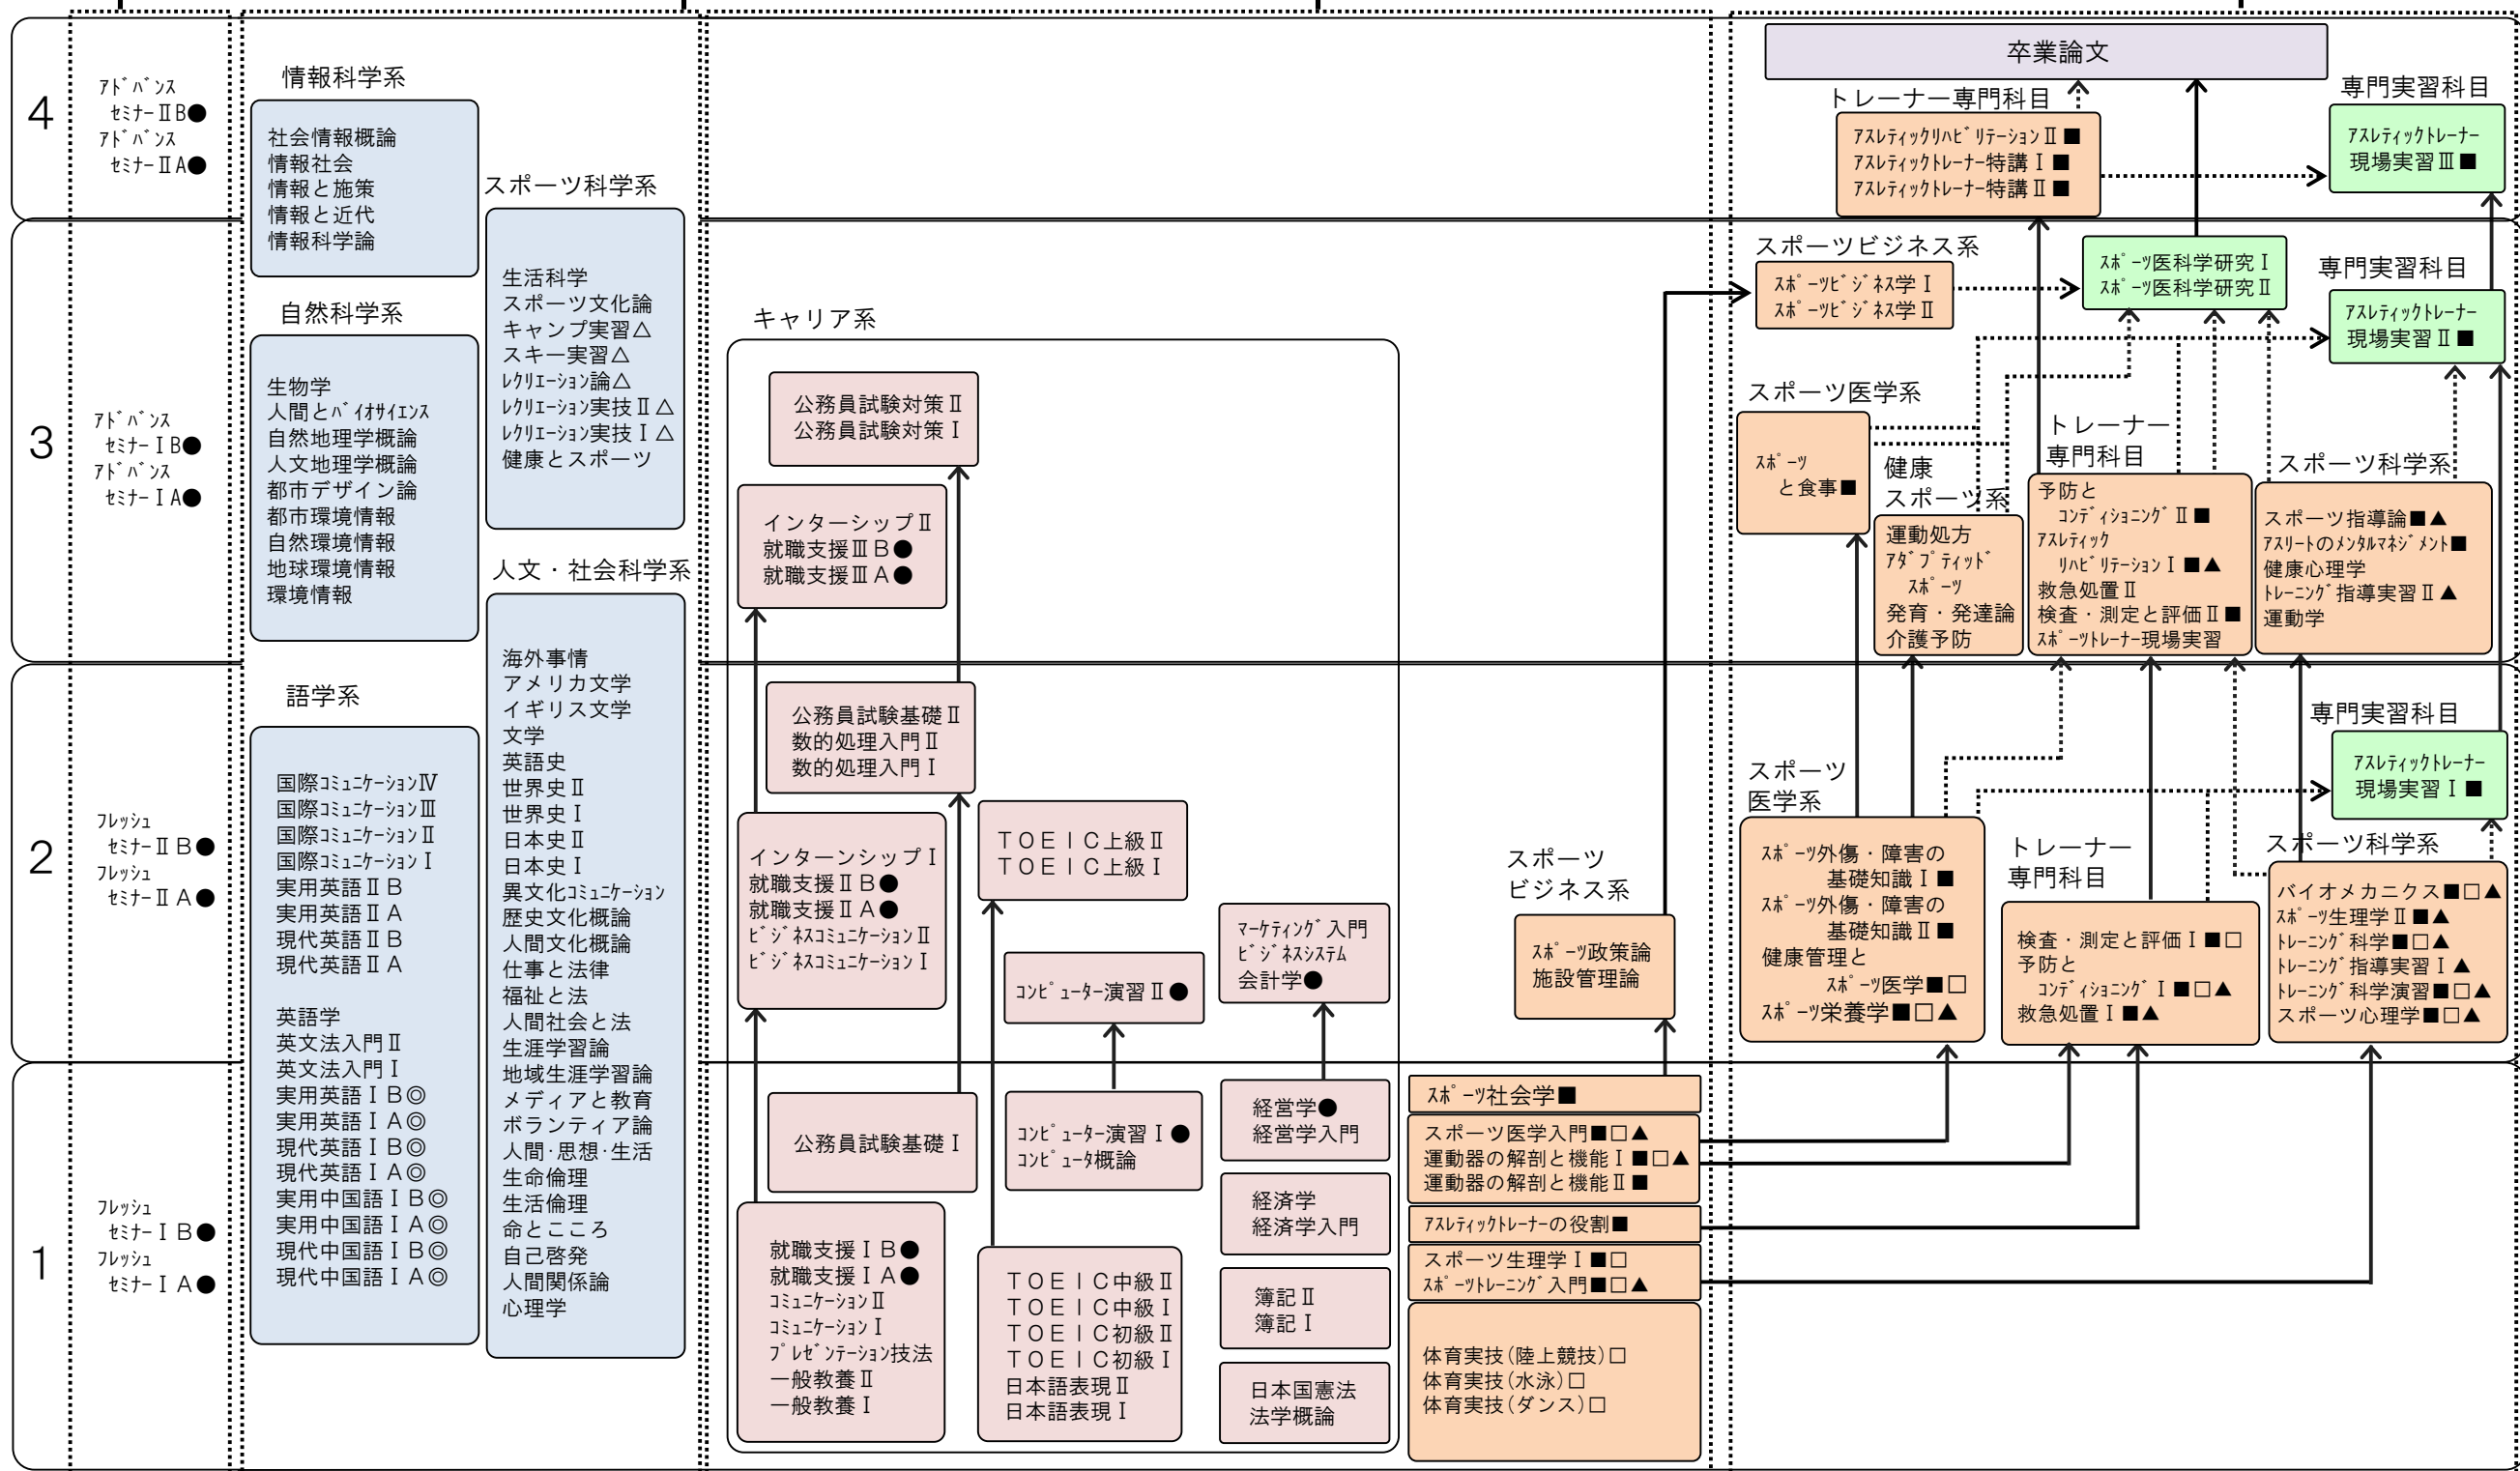 4
アドバンス
セミナーⅡB●
アドバンス
セミナーⅡA●
3
アドバンス
セミナーⅠB●
アドバンス
セミナーⅠA●
2
フレッシュ
セミナーⅡB●
フレッシュ
セミナーⅡA●
1
フレッシュ
セミナーⅠB●
フレッシュ
セミナーⅠA●
情報科学系
社会情報概論
情報社会
情報と施策
情報と近代
情報科学論
自然科学系
生物学
人間とバイオサイエンス
自然地理学概論
人文地理学概論
都市デザイン論
都市環境情報
自然環境情報
地球環境情報
環境情報
語学系
国際コミュニケーションⅣ
国際コミュニケーションⅢ
国際コミュニケーションⅡ
国際コミュニケーションⅠ
実用英語ⅡB
実用英語ⅡA
現代英語ⅡB
現代英語ⅡA
英語学
英文法入門Ⅱ
英文法入門Ⅰ
実用英語ⅠB◎
実用英語ⅠA◎
現代英語ⅠB◎
現代英語ⅠA◎
実用中国語ⅠB◎
実用中国語ⅠA◎
現代中国語ⅠB◎
現代中国語ⅠA◎
スポーツ科学系
生活科学
スポーツ文化論
キャンプ実習△
スキー実習△
レクリエーション論△
レクリエーション実技Ⅱ△
レクリエーション実技Ⅰ△
健康とスポーツ
人文・社会科学系
海外事情
アメリカ文学
イギリス文学
文学
英語史
世界史Ⅱ
世界史Ⅰ
日本史Ⅱ
日本史Ⅰ
異文化コミュニケーション
歴史文化概論
人間文化概論
仕事と法律
福祉と法
人間社会と法
生涯学習論
地域生涯学習論
メディアと教育
ボランティア論
人間・思想・生活
生命倫理
生活倫理
命とこころ
自己啓発
人間関係論
心理学
キャリア系
公務員試験対策Ⅱ
公務員試験対策Ⅰ
インターシップⅡ
就職支援ⅢB●
就職支援ⅢA●
公務員試験基礎Ⅱ
数的処理入門Ⅱ
数的処理入門Ⅰ
インターンシップⅠ
就職支援ⅡB●
就職支援ⅡA●
ビジネスコミュニケーションⅡ
ビジネスコミュニケーションⅠ
TOEIC上級Ⅱ
TOEIC上級Ⅰ
コンピューター演習Ⅱ●
マーケティング入門
ビジネスシステム
会計学●
公務員試験基礎Ⅰ
コンピューター演習Ⅰ●
コンピュータ概論
経営学●
経営学入門
経済学
経済学入門
簿記Ⅱ
簿記Ⅰ
日本国憲法
法学概論
就職支援ⅠB●
就職支援ⅠA●
コミュニケーションⅡ
コミュニケーションⅠ
プレゼンテーション技法
一般教養Ⅱ
一般教養Ⅰ
TOEIC中級Ⅱ
TOEIC中級Ⅰ
TOEIC初級Ⅱ
TOEIC初級Ⅰ
日本語表現Ⅱ
日本語表現Ⅰ
スポーツ
ビジネス系
スポーツ政策論
施設管理論
スポーツ社会学■
スポーツ医学入門■□▲
運動器の解剖と機能Ⅰ■□▲
運動器の解剖と機能Ⅱ■
アスレティックトレーナーの役割■
スポーツ生理学Ⅰ■□
スポーツトレーニング入門■□▲
体育実技(陸上競技)□
体育実技(水泳)□
体育実技(ダンス)□
卒業論文
トレーナー専門科目
アスレティックリハビリテーションⅡ■
アスレティックトレーナー特講Ⅰ■
アスレティックトレーナー特講Ⅱ■
専門実習科目
アスレティックトレーナー
現場実習Ⅲ■
スポーツビジネス系
スポーツビジネス学Ⅰ
スポーツビジネス学Ⅱ
スポーツ医科学研究Ⅰ
スポーツ医科学研究Ⅱ
専門実習科目
アスレティックトレーナー
現場実習Ⅱ■
スポーツ医学系
スポーツ
と食事■
健康
スポーツ系
運動処方
アダプティッド
スポーツ
発育・発達論
介護予防
トレーナー
専門科目
予防と
コンディショニングⅡ■
アスレティック
リハビリテーションⅠ■▲
救急処置Ⅱ
検査・測定と評価Ⅱ■
スポーツトレーナー現場実習
スポーツ科学系
スポーツ指導論■▲
アスリートのメンタルマネジメント■
健康心理学
トレーニング指導実習Ⅱ▲
運動学
専門実習科目
アスレティックトレーナー
現場実習Ⅰ■
スポーツ
医学系
スポーツ外傷・障害の
基礎知識Ⅰ■
スポーツ外傷・障害の
基礎知識Ⅱ■
健康管理と
スポーツ医学■□
スポーツ栄養学■□▲
トレーナー
専門科目
検査・測定と評価Ⅰ■□
予防と
コンディショニングⅠ■□▲
救急処置Ⅰ■▲
スポーツ科学系
バイオメカニクス■□▲
スポーツ生理学Ⅱ■▲
トレーニング科学■□▲
トレーニング指導実習Ⅰ▲
トレーニング科学演習■□▲
スポーツ心理学■□▲